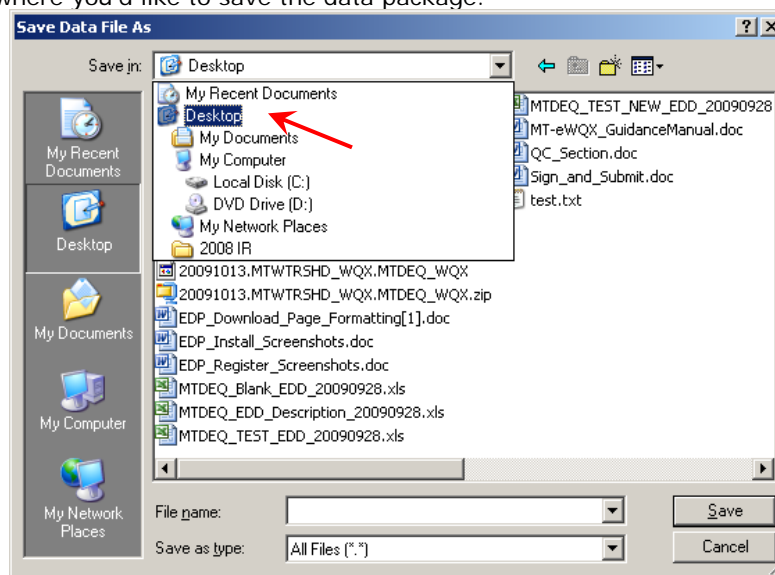 where you'd like to save the data package.
Save Data File As
Save in:
Desktop
My Recent Documents
Desktop
My Documents
My Computer
Local Disk (C:)
DVD Drive (D:)
My Network Places
2008 IR
MTDEQ_TEST_NEW_EDD_20090928
MT-eWQX_GuidanceManual.doc
QC_Section.doc
Sign_and_Submit.doc
test.txt
20091013.MTWTRSHD_WQX.MTDEQ_WQX
20091013.MTWTRSHD_WQX.MTDEQ_WQX.zip
EDP_Download_Page_Formatting[1].doc
EDP_Install_Screenshots.doc
EDP_Register_Screenshots.doc
MTDEQ_Blank_EDD_20090928.xls
MTDEQ_EDD_Description_20090928.xls
MTDEQ_TEST_EDD_20090928.xls
My Recent
Documents
Desktop
My Documents
My Computer
My Network
Places
File name:
Save
Save as type:
All Files (*.*)
Cancel